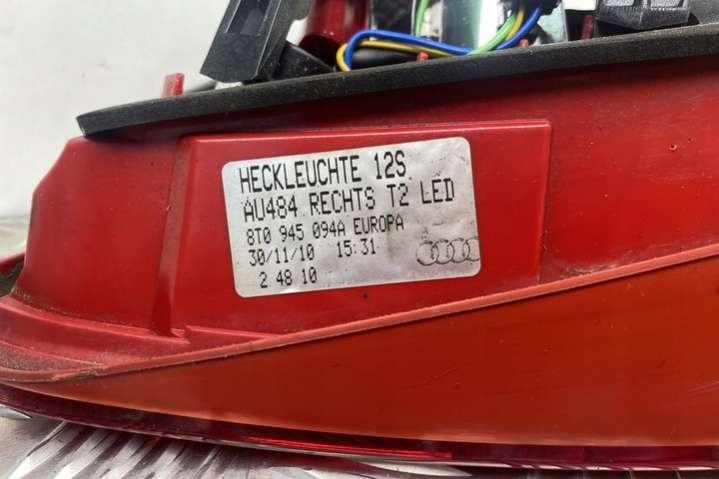 HECKLEUCHTE 12S
AU484 RECHTS T2 LED
8T0 945 094A EUROPA
30/11/10 15:31
2 48 10